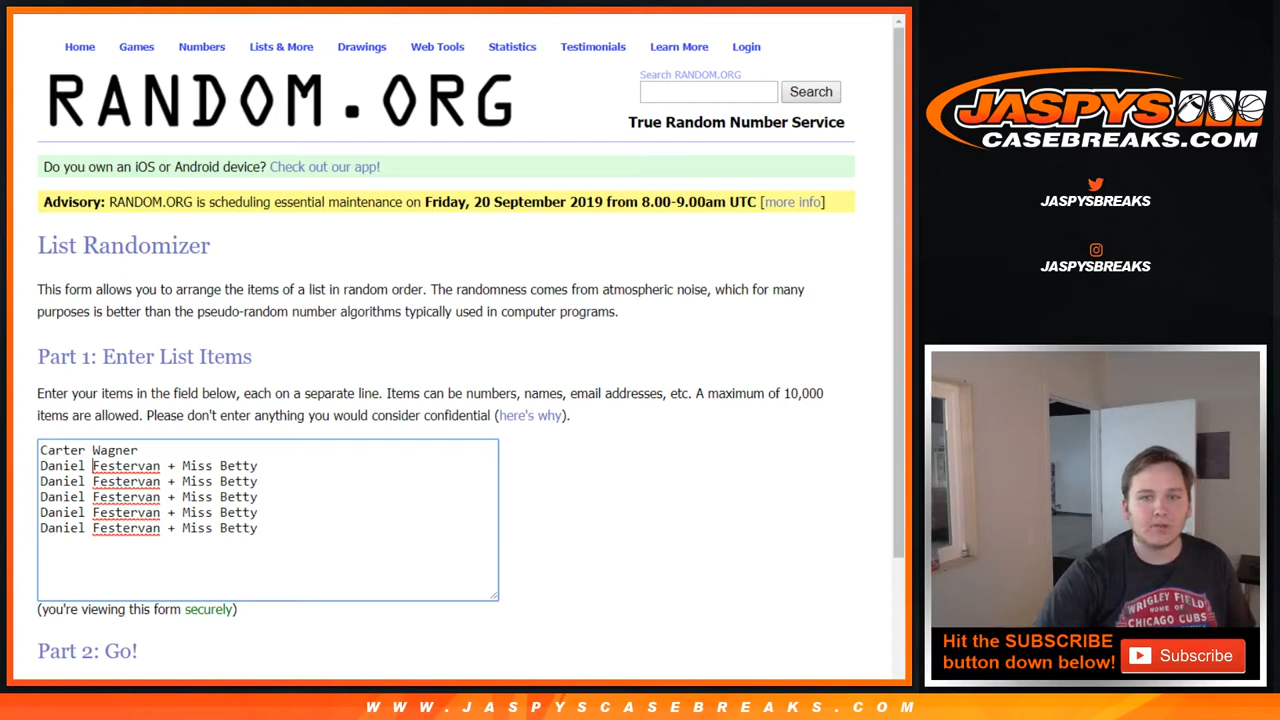 Home Games Numbers Lists & More Drawings Web Tools Statistics Testimonials Learn More Login
RANDOM.ORG
Search RANDOM.ORG
Search
True Random Number Service
Do you own an iOS or Android device? Check out our app!
Advisory: RANDOM.ORG is scheduling essential maintenance on Friday, 20 September 2019 from 8.00-9.00am UTC [more info]
List Randomizer
This form allows you to arrange the items of a list in random order. The randomness comes from atmospheric noise, which for many
purposes is better than the pseudo-random number algorithms typically used in computer programs.
Part 1: Enter List Items
Enter your items in the field below, each on a separate line. Items can be numbers, names, email addresses, etc. A maximum of 10,000
items are allowed. Please don't enter anything you would consider confidential (here's why).
Carter Wagner
Daniel Festervan + Miss Betty
Daniel Festervan + Miss Betty
Daniel Festervan + Miss Betty
Daniel Festervan + Miss Betty
Daniel Festervan + Miss Betty
(you're viewing this form securely)
Part 2: Go!
JASPYS
CASEBREAKS.COM
JASPYSBREAKS
JASPYSBREAKS
WRIGLEY FIELD
HOME OF
CHICAGO CUBS
Hit the SUBSCRIBE
button down below!
Subscribe
WWW.JASPYSCASEBREAKS.COM